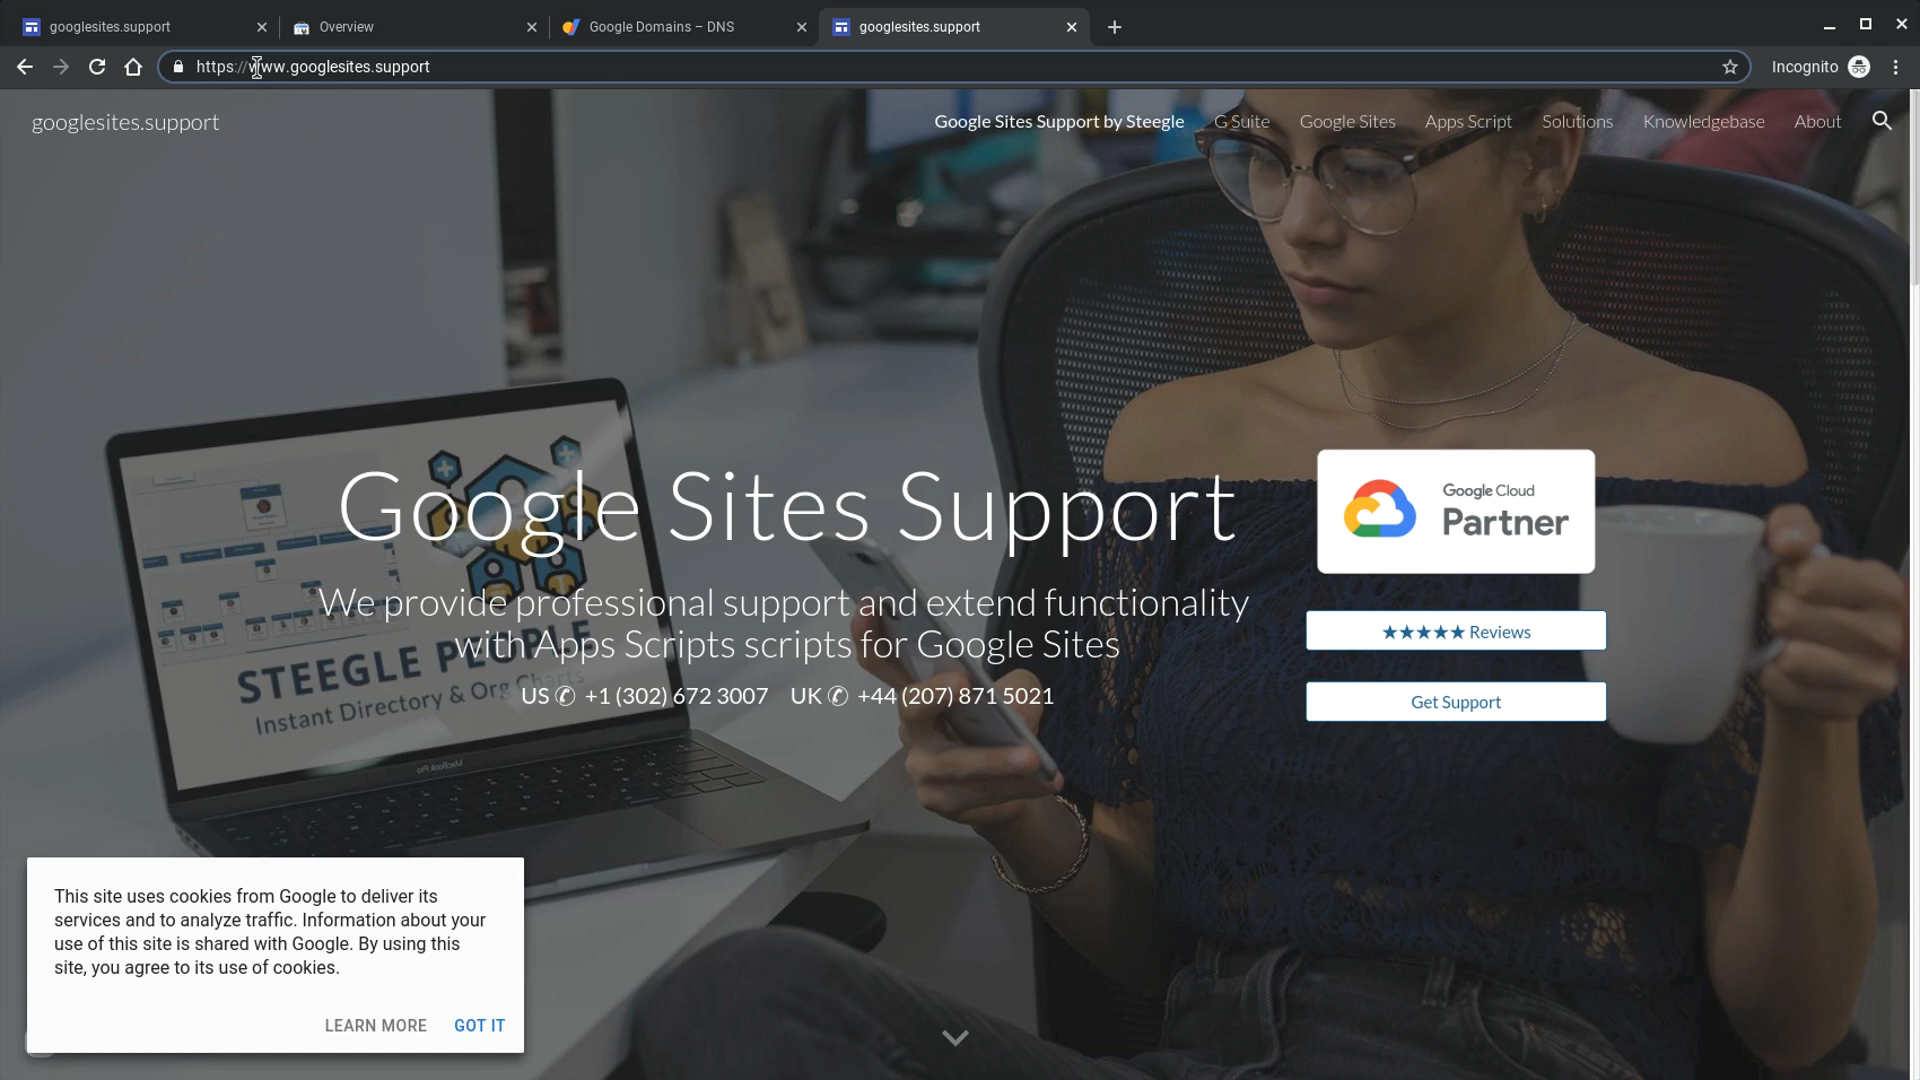 googlesites.support
Overview
Google Domains – DNS
googlesites.support
https://www.googlesites.support
Incognito
googlesites.support
Google Sites Support by Steegle
G Suite
Google Sites
Apps Script
Solutions
Knowledgebase
About
Google Sites Support
Google Cloud
Partner
We provide professional support and extend functionality
with Apps Scripts scripts for Google Sites
★★★★★ Reviews
STEEGLE PEOPLE
Instant Directory & Org Charts
US ✆ +1 (302) 672 3007 UK ✆ +44 (207) 871 5021
Get Support
MacBook Pro
This site uses cookies from Google to deliver its
services and to analyze traffic. Information about your
use of this site is shared with Google. By using this
site, you agree to its use of cookies.
LEARN MORE
GOT IT